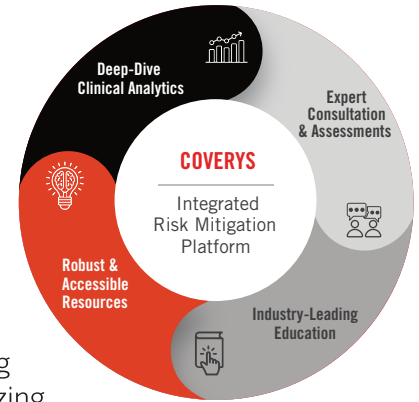 Deep-Dive
Clinical Analytics
Expert
Consultation
& Assessments
COVERYS
Integrated
Risk Mitigation
Platform
Robust &
Accessible
Resources
Industry-Leading
Education